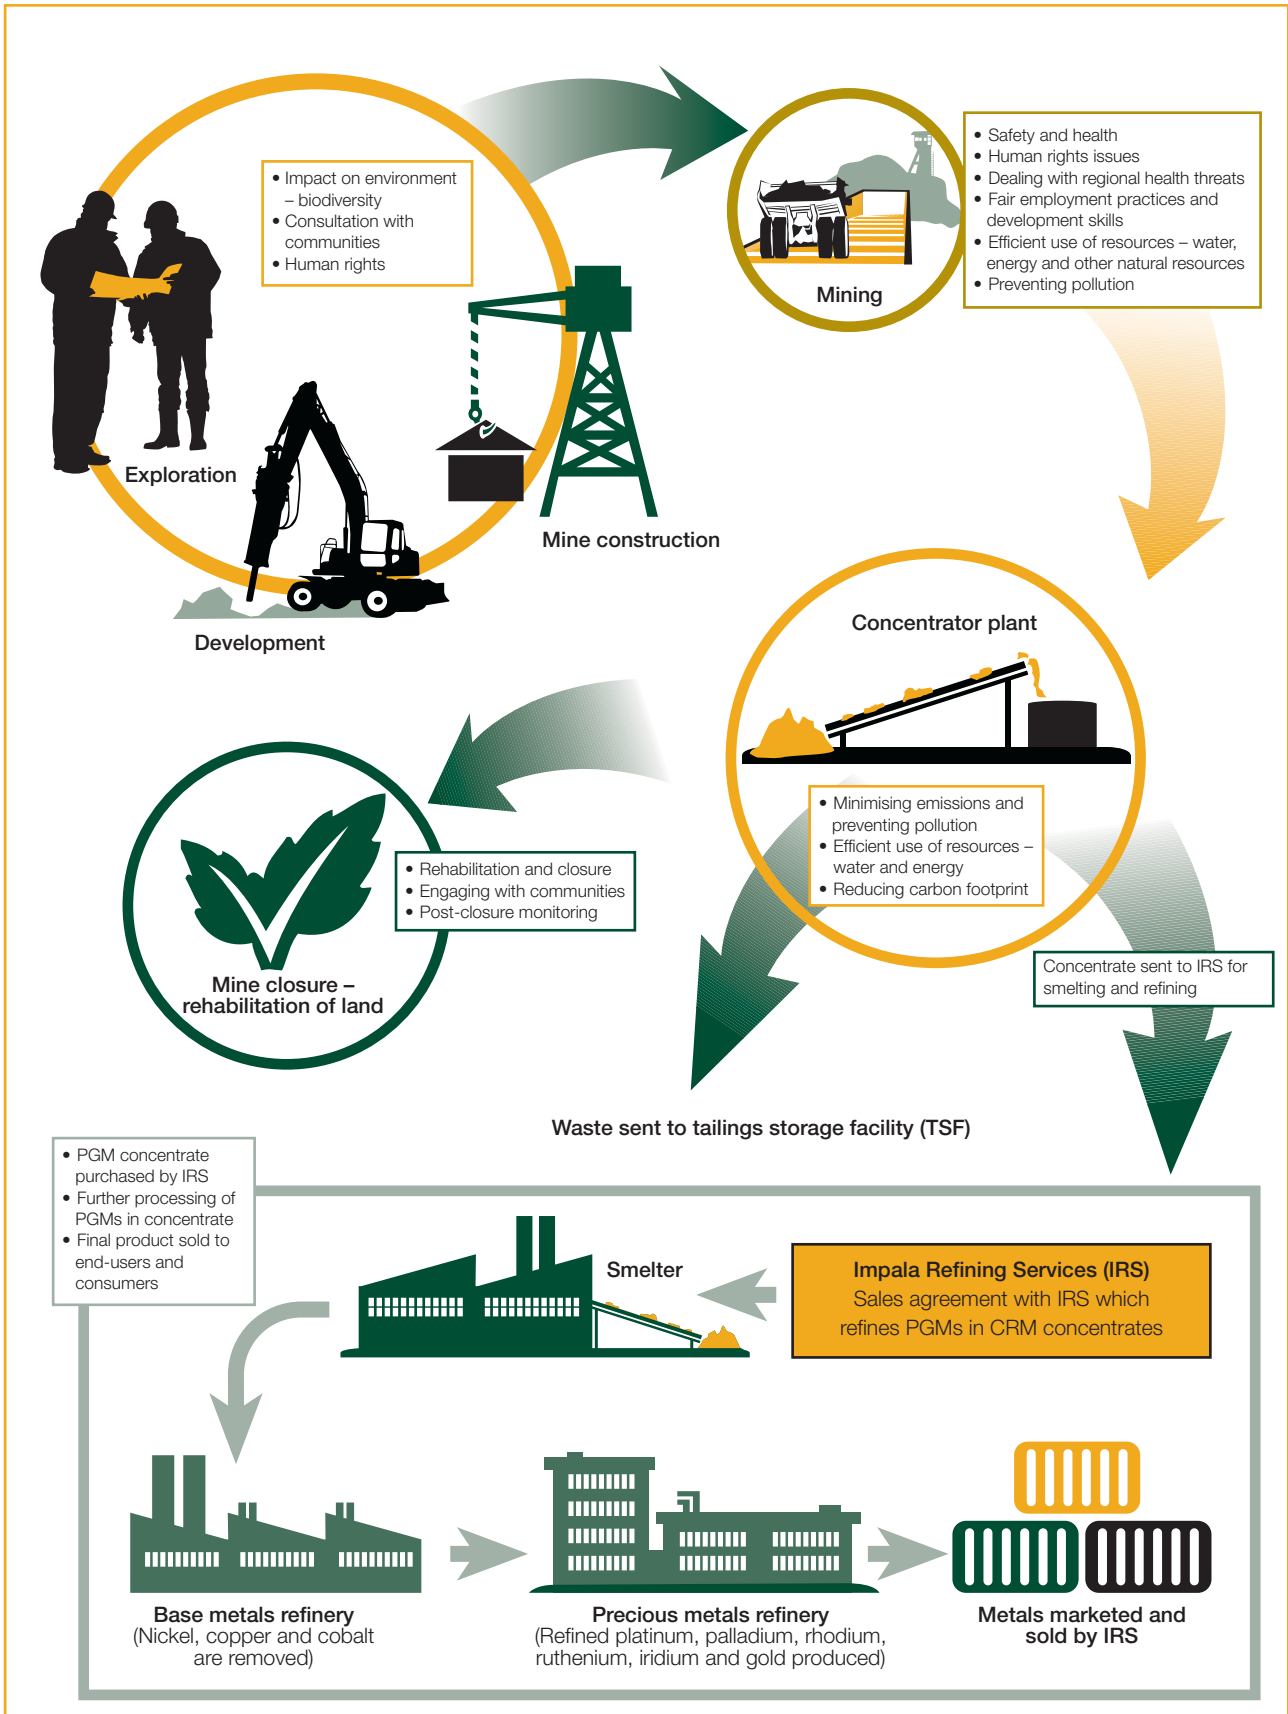 • Impact on environment
– biodiversity
• Consultation with
communities
• Human rights
Exploration
Development
Mine construction
Mining
• Safety and health
• Human rights issues
• Dealing with regional health threats
• Fair employment practices and
development skills
• Efficient use of resources – water,
energy and other natural resources
• Preventing pollution
Concentrator plant
• Minimising emissions and
preventing pollution
• Efficient use of resources –
water and energy
• Reducing carbon footprint
• Rehabilitation and closure
• Engaging with communities
• Post-closure monitoring
Mine closure –
rehabilitation of land
Concentrate sent to IRS for
smelting and refining
Waste sent to tailings storage facility (TSF)
• PGM concentrate
purchased by IRS
• Further processing of
PGMs in concentrate
• Final product sold to
end-users and
consumers
Smelter
Impala Refining Services (IRS)
Sales agreement with IRS which
refines PGMs in CRM concentrates
Base metals refinery
(Nickel, copper and cobalt
are removed)
Precious metals refinery
(Refined platinum, palladium, rhodium,
ruthenium, iridium and gold produced)
Metals marketed and
sold by IRS